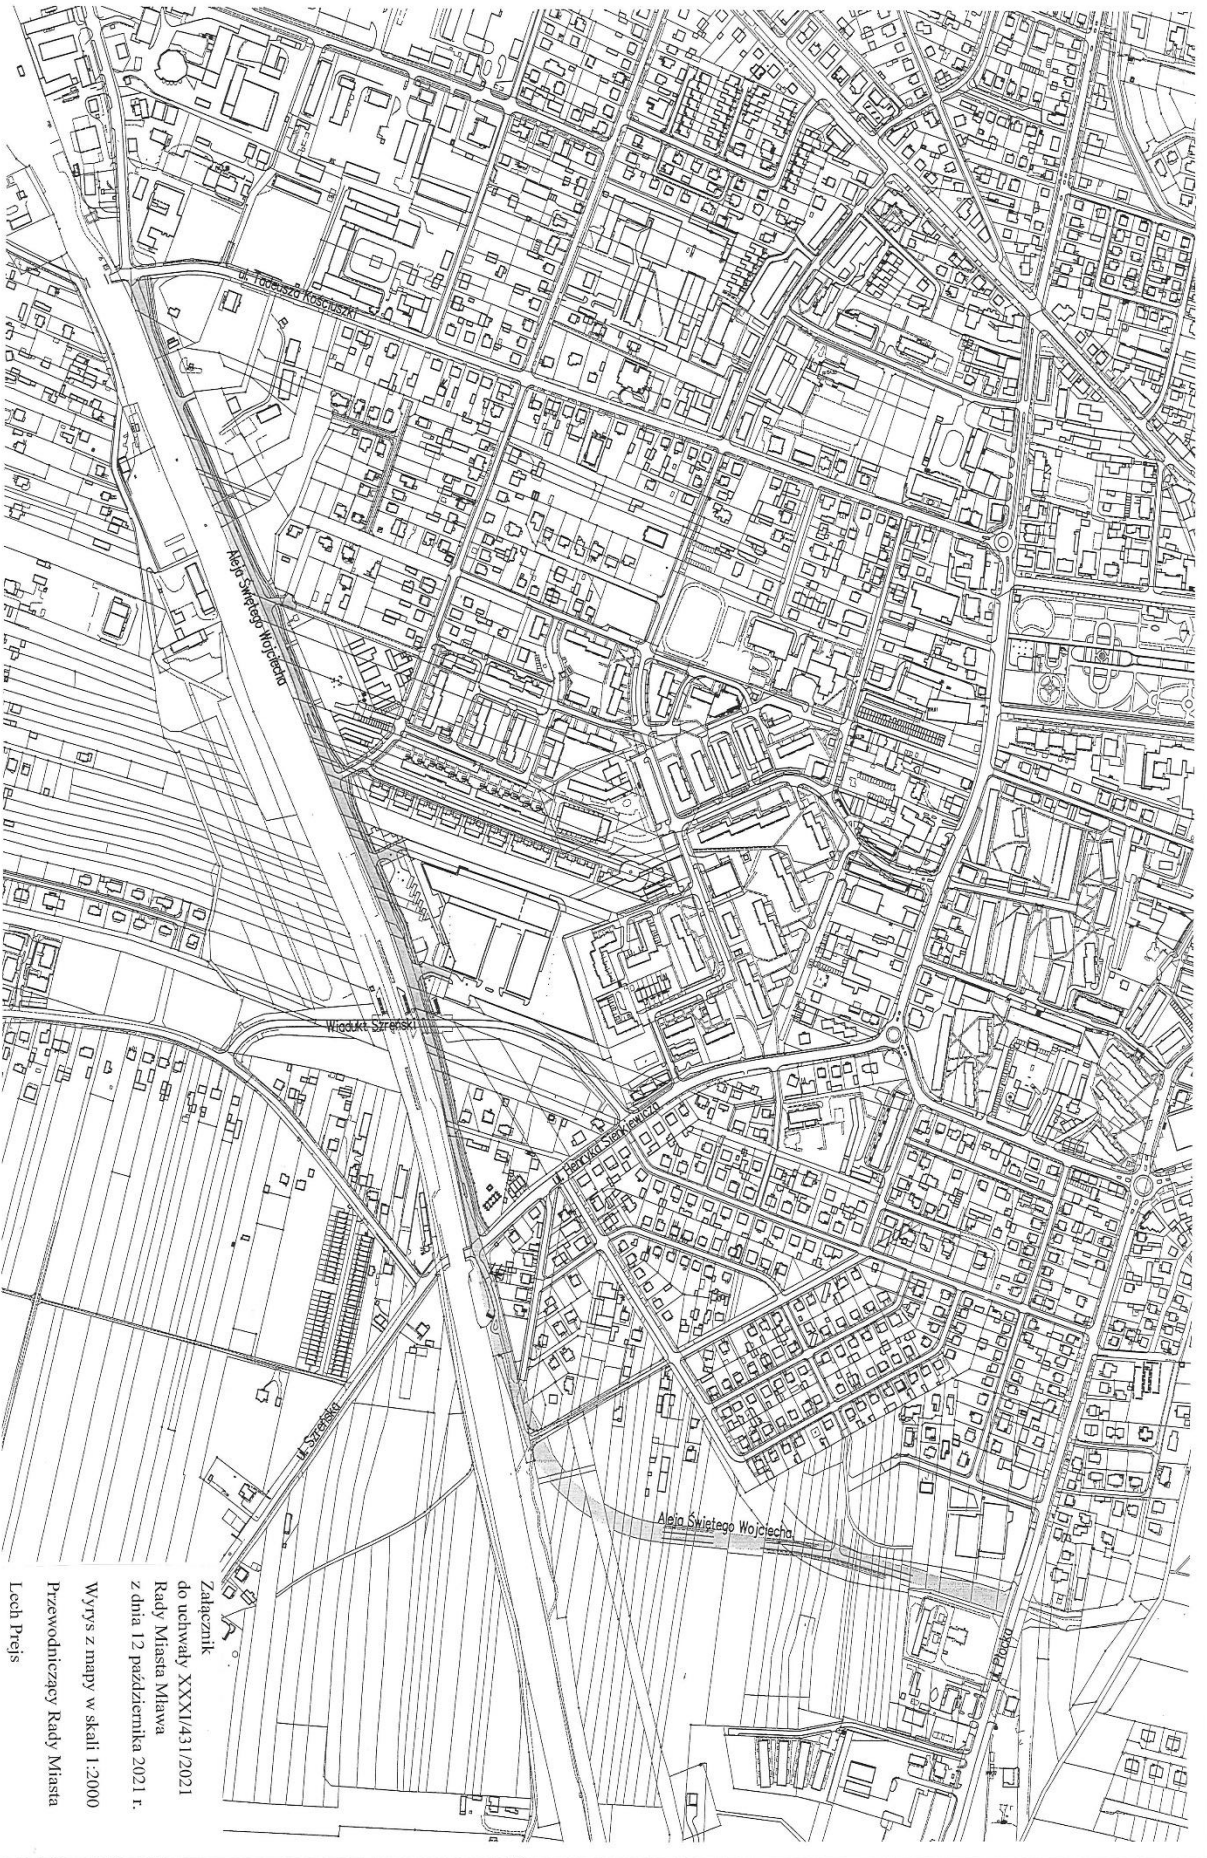 ul. Tadeusza Kościuszki
Aleja Świętego Wojciecha
Wiadukt Szreński
ul. Henryka Sienkiewicza
ul. Szreńska
Aleja Świętego Wojciecha
ul. Płocka
Załącznik
do uchwały XXXI/431/2021
Rady Miasta Mława
z dnia 12 października 2021 r.
Wyrys z mapy w skali 1:2000
Przewodniczący Rady Miasta
Lech Prejs